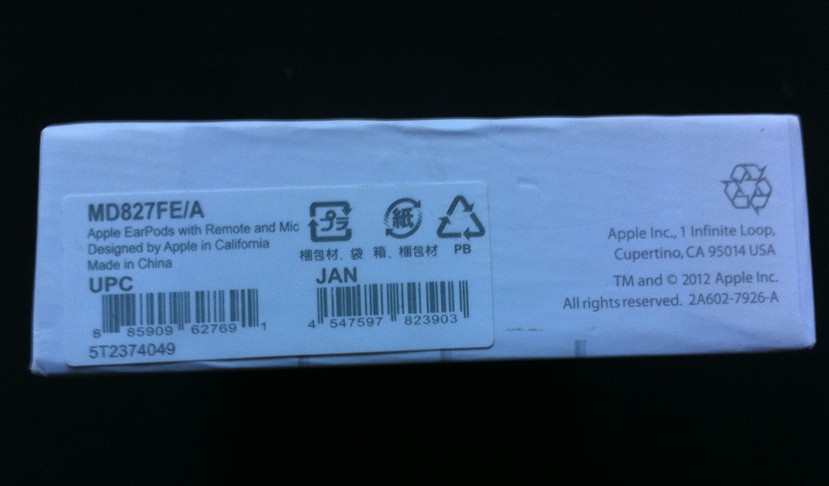 MD827FE/A
Apple EarPods with Remote and Mic
Designed by Apple in California
Made in China
プラ
紙
梱包材、袋 箱、梱包材 PB
UPC
8 85909 62769 1
5T2374049
JAN
4 547597 823903
Apple Inc., 1 Infinite Loop,
Cupertino, CA 95014 USA
TM and © 2012 Apple Inc.
All rights reserved. 2A602-7926-A